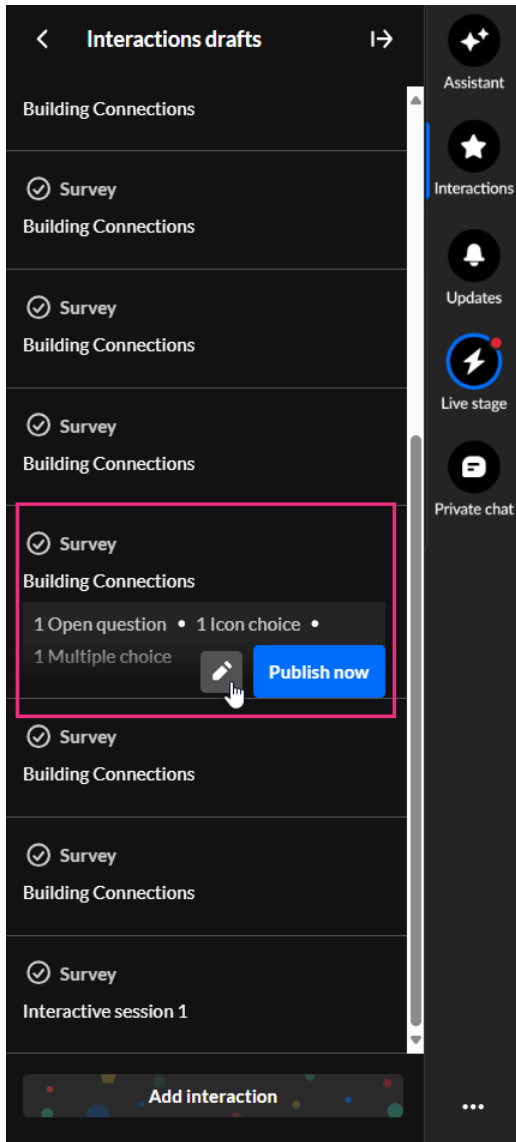 Interactions drafts
Building Connections
Survey
Building Connections
Survey
Building Connections
Survey
Building Connections
Survey
Building Connections
1 Open question • 1 Icon choice •
1 Multiple choice
Publish now
Survey
Building Connections
Survey
Building Connections
Survey
Interactive session 1
Add interaction
Assistant
Interactions
Updates
Live stage
Private chat